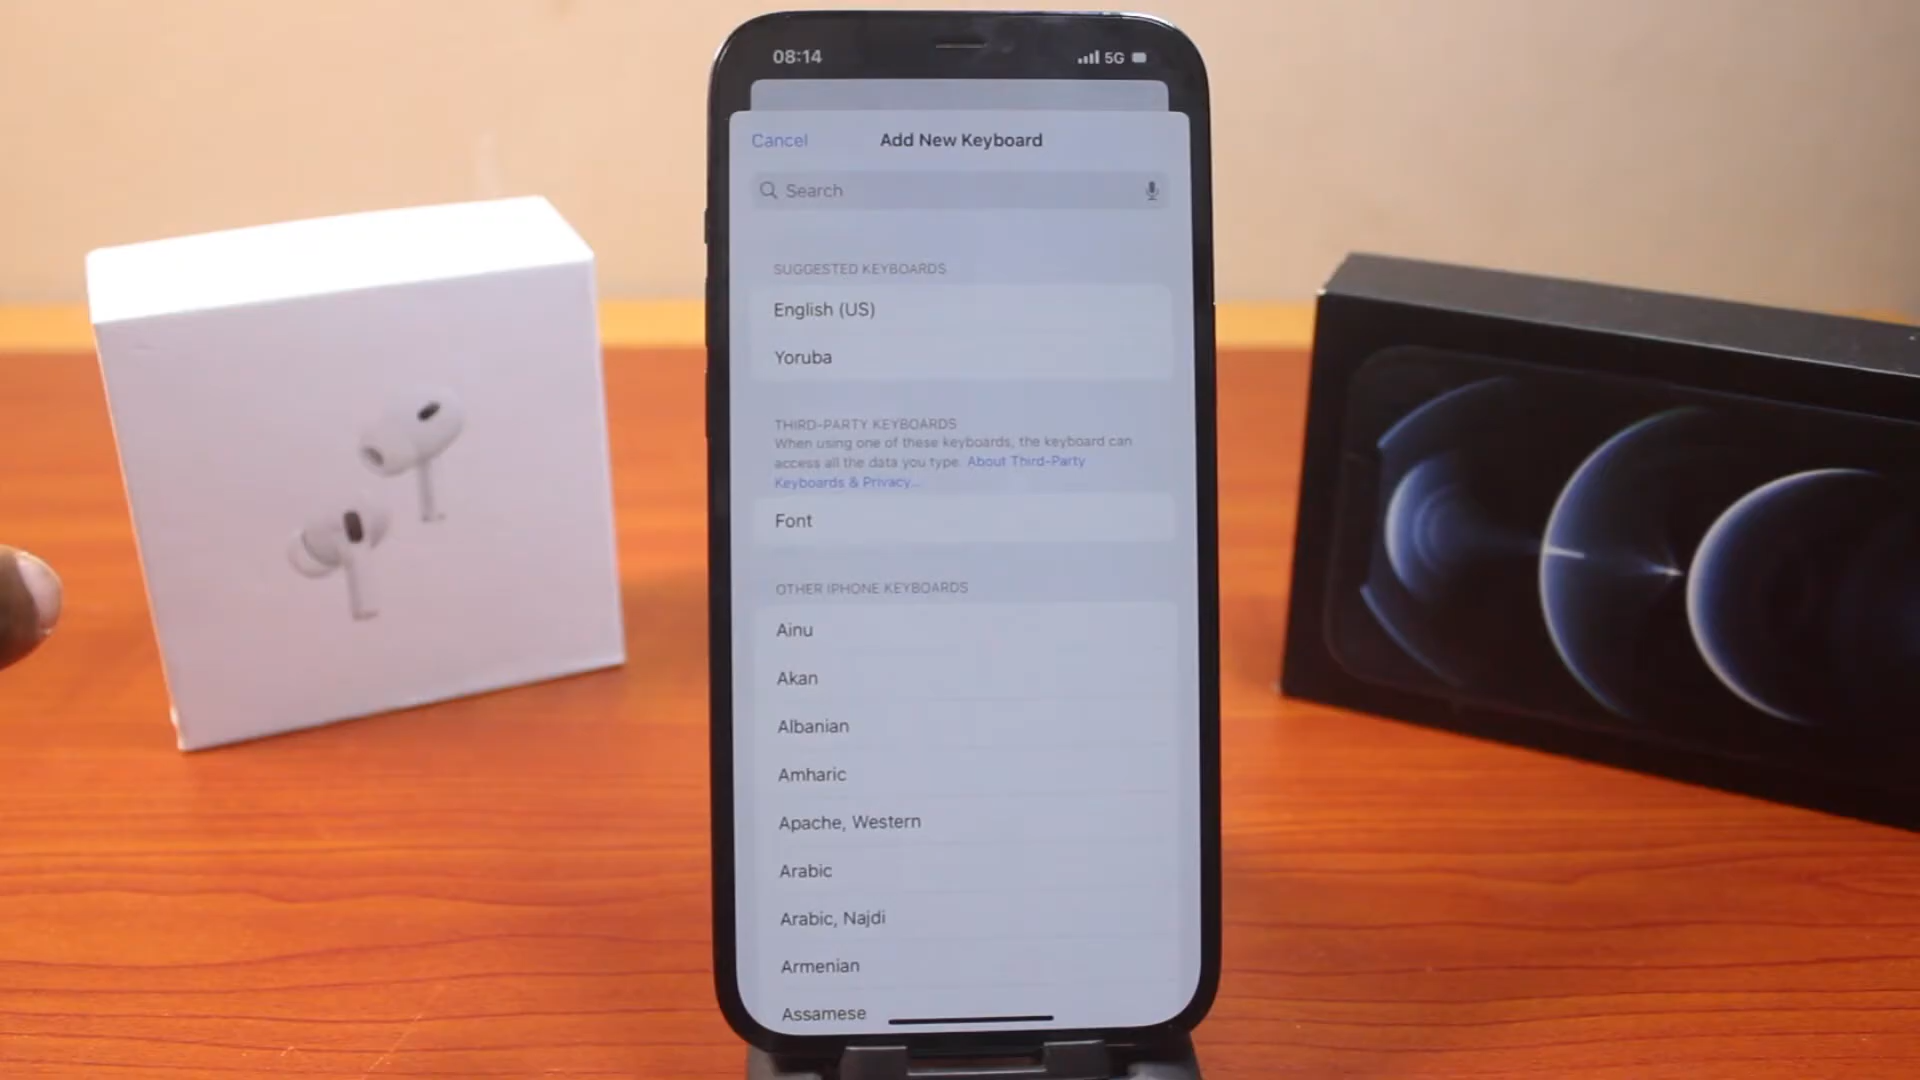 08:14
5G
Cancel
Add New Keyboard
Search
SUGGESTED KEYBOARDS
English (US)
Yoruba
THIRD-PARTY KEYBOARDS
When using one of these keyboards, the keyboard can
access all the data you type. About Third-Party
Keyboards & Privacy...
Font
OTHER IPHONE KEYBOARDS
Ainu
Akan
Albanian
Amharic
Apache, Western
Arabic
Arabic, Najdi
Armenian
Assamese